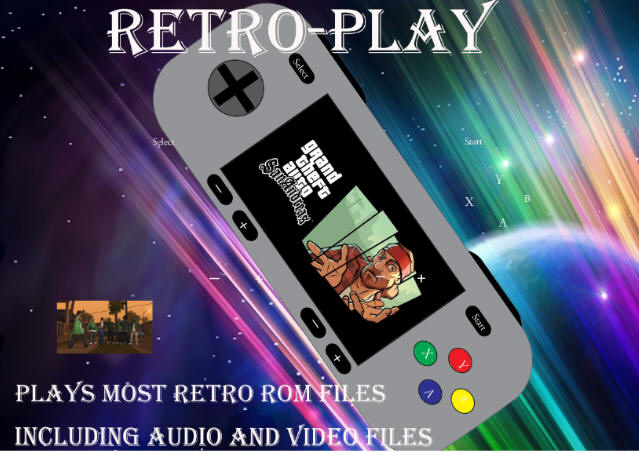 RETRO-PLAY
Select
Select
Start
Y
X
B
A
grand
theft
auto
SAN ANDREAS
−
+
−
+
−
+
Start
X
Y
A
B
PLAYS MOST RETRO ROM FILES
INCLUDING AUDIO AND VIDEO FILES